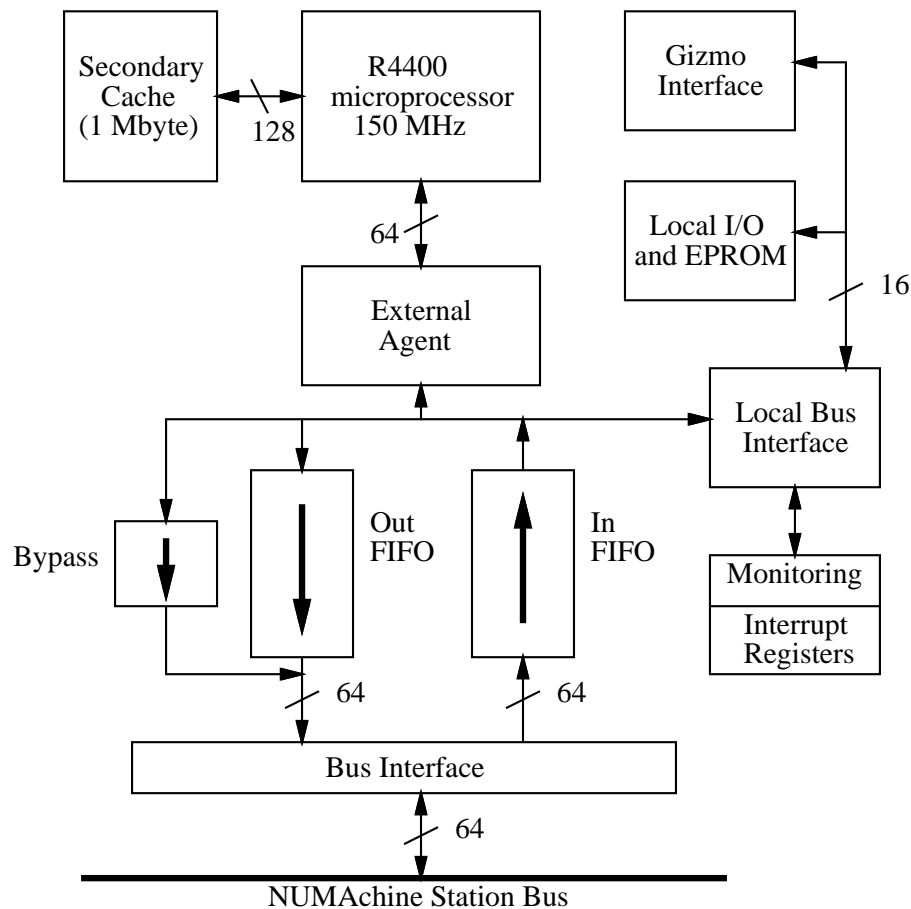 Secondary
Cache
(1 Mbyte)
128
R4400
microprocessor
150 MHz
Gizmo
Interface
64
Local I/O
and EPROM
16
External
Agent
Local Bus
Interface
Bypass
Out
FIFO
In
FIFO
Monitoring
Interrupt
Registers
64
64
Bus Interface
64
NUMAchine Station Bus